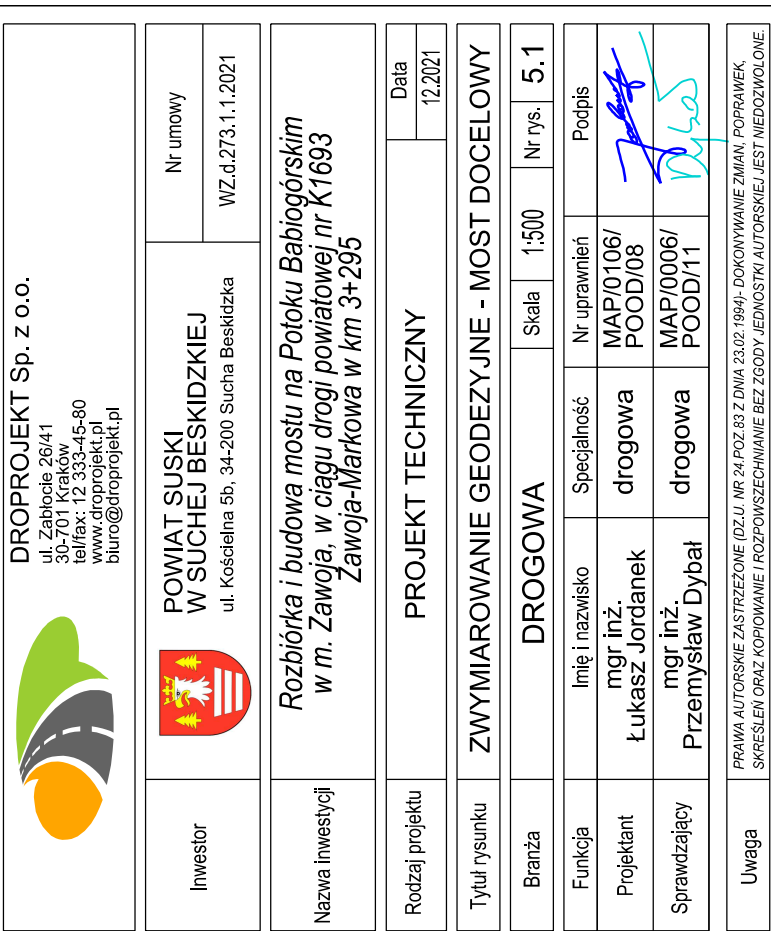 DROPROJEKT Sp. z o.o.
ul. Zabłocie 26/41
30-701 Kraków
tel/fax: 12 333-45-80
www.droprojekt.pl
biuro@droprojekt.pl
Inwestor
POWIAT SUSKI
W SUCHEJ BESKIDZKIEJ
ul. Kościelna 5b, 34-200 Sucha Beskidzka
Nr umowy
WZ.d.273.1.1.2021
Nazwa inwestycji
Rozbiórka i budowa mostu na Potoku Babiogórskim
w m. Zawoja, w ciągu drogi powiatowej nr K1693
Zawoja-Markowa w km 3+295
Rodzaj projektu
PROJEKT TECHNICZNY
Data
12.2021
Tytuł rysunku
ZWYMIAROWANIE GEODEZYJNE - MOST DOCELOWY
Branża
DROGOWA
Skala
1:500
Nr rys.
5.1
Funkcja
Imię i nazwisko
Specjalność
Nr uprawnień
Podpis
Projektant
mgr inż.
Łukasz Jordanek
drogowa
MAP/0106/
POOD/08
Sprawdzający
mgr inż.
Przemysław Dybał
drogowa
MAP/0006/
POOD/11
Dybał
Uwaga
PRAWA AUTORSKIE ZASTRZEŻONE (DZ.U. NR 24,POZ.83 Z DNIA 23.02.1994)- DOKONYWANIE ZMIAN, POPRAWEK,
SKREŚLEŃ ORAZ KOPIOWANIE I ROZPOWSZECHNIANIE BEZ ZGODY JEDNOSTKI AUTORSKIEJ JEST NIEDOZWOLONE.